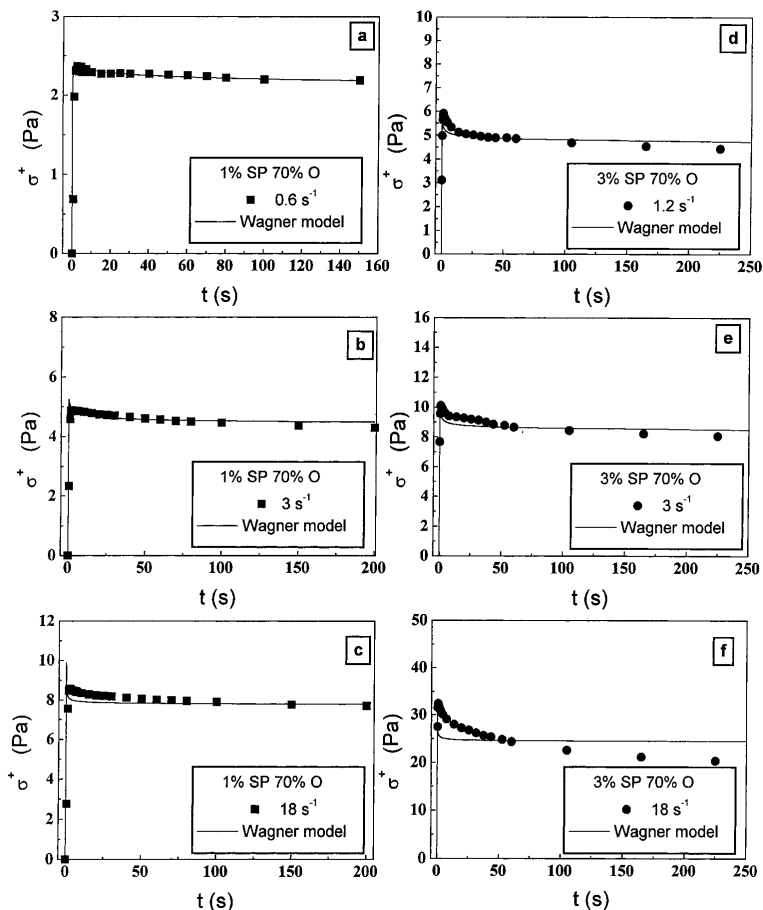 a
3
2
1
0
σ⁺ (Pa)
1% SP 70% O
■ 0.6 s⁻¹
Wagner model
0 20 40 60 80 100 120 140 160
t (s)
d
10
9
8
7
6
5
4
3
2
1
0
σ⁺ (Pa)
3% SP 70% O
● 1.2 s⁻¹
Wagner model
0 50 100 150 200 250
t (s)
b
8
6
4
2
0
σ⁺ (Pa)
1% SP 70% O
■ 3 s⁻¹
Wagner model
0 50 100 150 200
t (s)
e
16
14
12
10
8
6
4
2
0
σ⁺ (Pa)
3% SP 70% O
● 3 s⁻¹
Wagner model
0 50 100 150 200 250
t (s)
c
12
10
8
6
4
2
0
σ⁺ (Pa)
1% SP 70% O
■ 18 s⁻¹
Wagner model
0 50 100 150 200
t (s)
f
50
40
30
20
10
0
σ⁺ (Pa)
3% SP 70% O
● 18 s⁻¹
Wagner model
0 50 100 150 200 250
t (s)